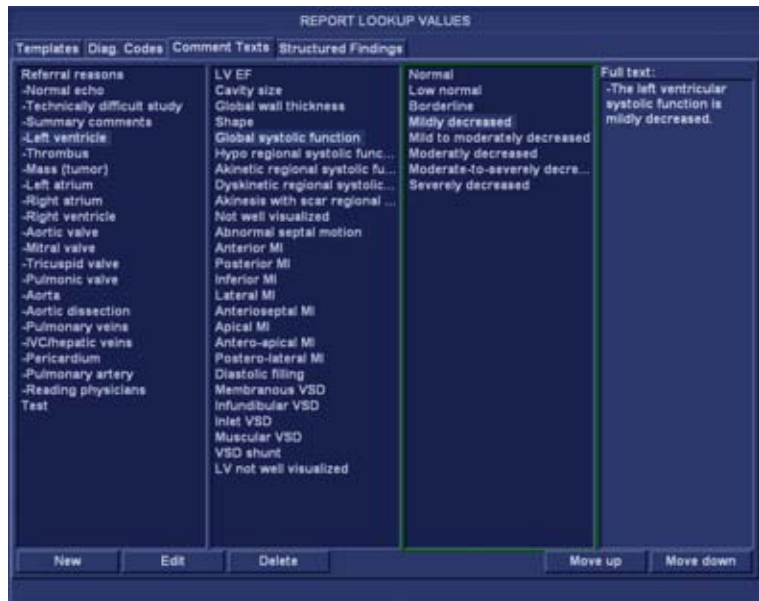 REPORT LOOKUP VALUES
Templates Diag. Codes Comment Texts Structured Findings
Referral reasons
-Normal echo
-Technically difficult study
-Summary comments
-Left ventricle
-Thrombus
-Mass (tumor)
-Left atrium
-Right atrium
-Right ventricle
-Aortic valve
-Mitral valve
-Tricuspid valve
-Pulmonic valve
-Aorta
-Aortic dissection
-Pulmonary veins
-IVC/hepatic veins
-Pericardium
-Pulmonary artery
-Reading physicians
Test
LV EF
Cavity size
Global wall thickness
Shape
Global systolic function
Hypo regional systolic func...
Akinetic regional systolic fu...
Dyskinetic regional systolic...
Akinesis with scar regional ...
Not well visualized
Abnormal septal motion
Anterior MI
Posterior MI
Inferior MI
Lateral MI
Anterioseptal MI
Apical MI
Antero-apical MI
Postero-lateral MI
Diastolic filling
Membranous VSD
Infundibular VSD
Inlet VSD
Muscular VSD
VSD shunt
LV not well visualized
Normal
Low normal
Borderline
Mildly decreased
Mild to moderately decreased
Moderatly decreased
Moderate-to-severely decre...
Severely decreased
Full text:
-The left ventricular
systolic function is
mildly decreased.
New Edit Delete Move up Move down